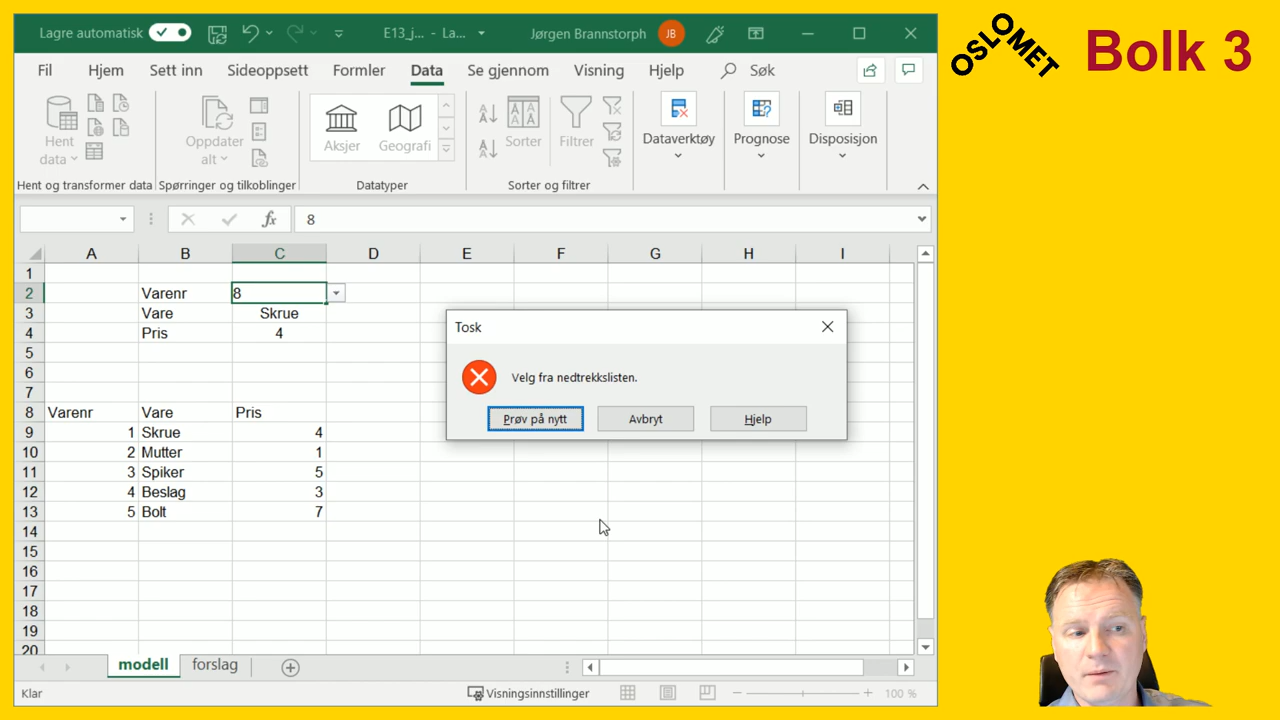 Lagre automatisk
E13_j... - La...
Jørgen Brannstorph
JB
OSLOMET
Bolk 3
Fil Hjem Sett inn Sideoppsett Formler Data Se gjennom Visning Hjelp Søk
Hent data
Oppdater alt
Aksjer
Geografi
Sorter
Filtrer
Dataverktøy
Prognose
Disposisjon
Hent og transformer data
Spørringer og tilkoblinger
Datatyper
Sorter og filtrer
fx 8
A B C D E F G H I
1
2 Varenr 8
3 Vare Skrue
4 Pris 4
5
6
7
8 Varenr Vare Pris
9 1 Skrue 4
10 2 Mutter 1
11 3 Spiker 5
12 4 Beslag 3
13 5 Bolt 7
14
15
16
17
18
19
20
Tosk
Velg fra nedtrekkslisten.
Prøv på nytt
Avbryt
Hjelp
modell forslag
Klar
Visningsinnstillinger
100 %